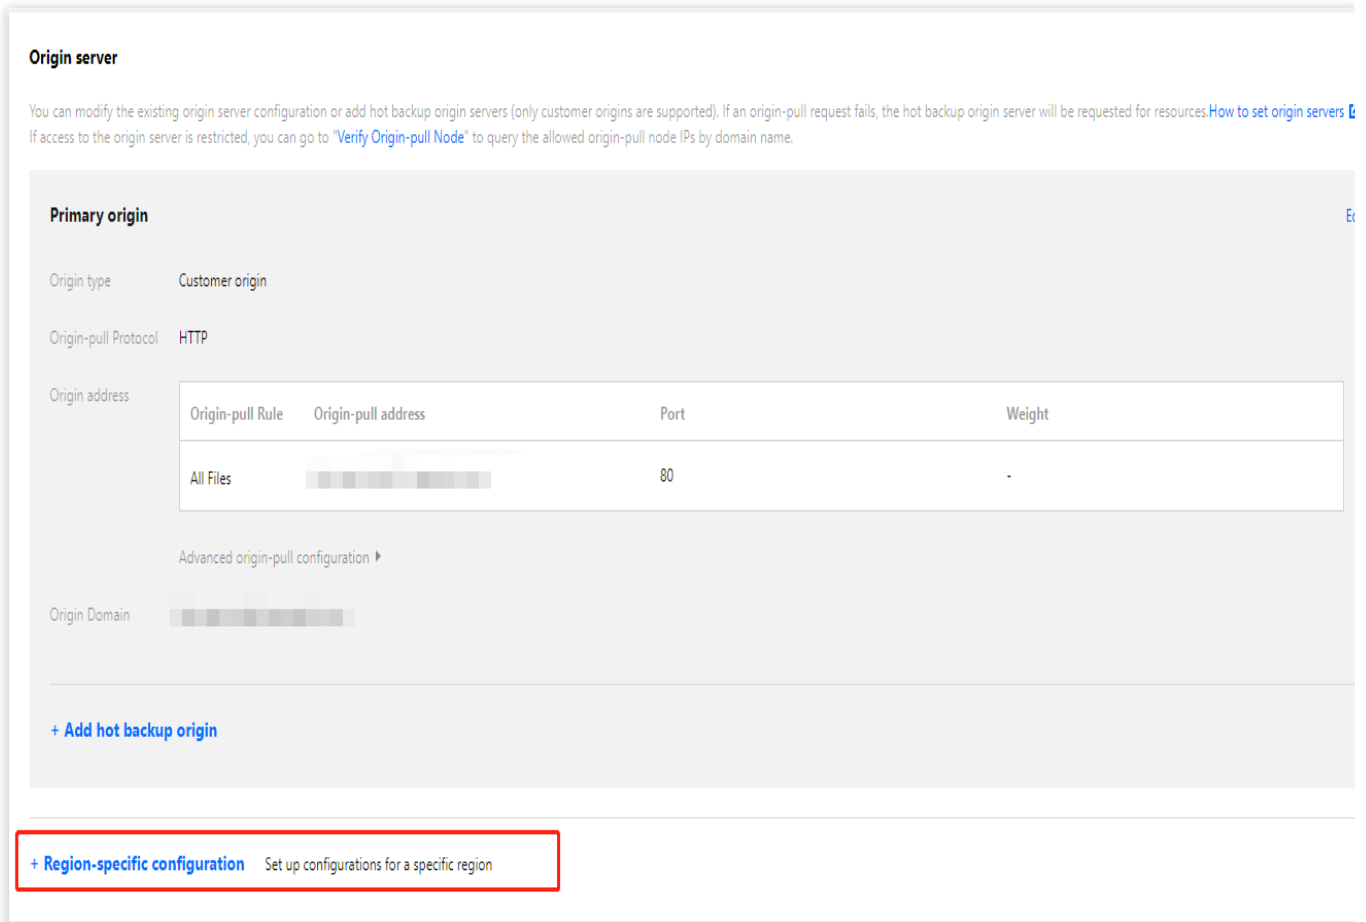 Origin server
You can modify the existing origin server configuration or add hot backup origin servers (only customer origins are supported). If an origin-pull request fails, the hot backup origin server will be requested for resources.How to set origin servers
If access to the origin server is restricted, you can go to "Verify Origin-pull Node" to query the allowed origin-pull node IPs by domain name.
Primary origin
Origin type Customer origin
Origin-pull Protocol HTTP
Origin address
Origin-pull Rule Origin-pull address Port Weight
All Files 80 -
Advanced origin-pull configuration
Origin Domain
+ Add hot backup origin
+ Region-specific configuration Set up configurations for a specific region